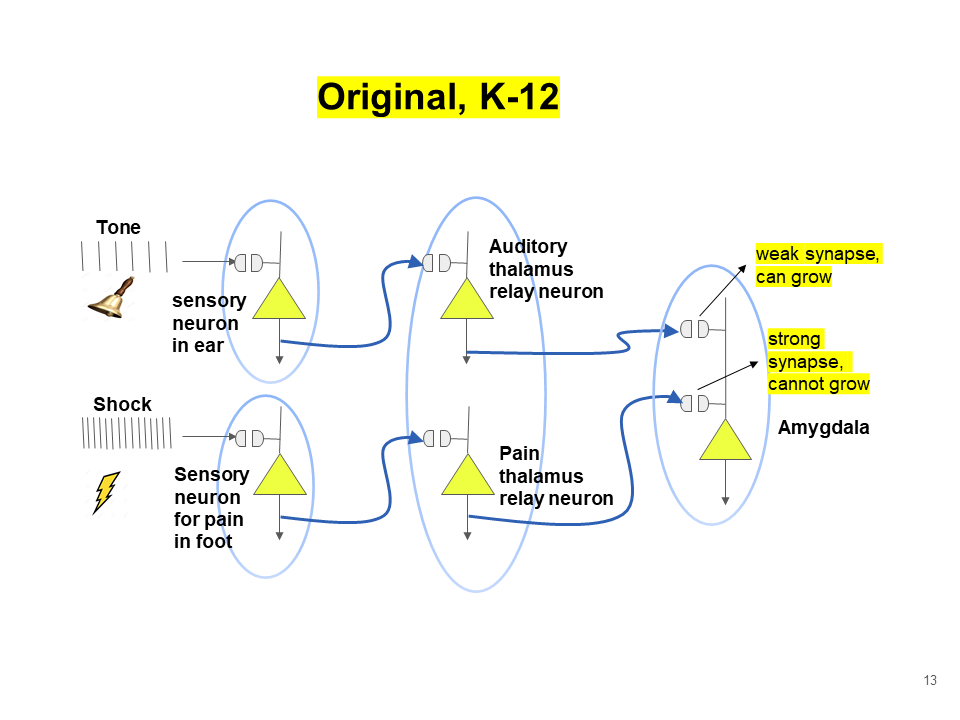 Original, K-12
Tone
sensory
neuron
in ear
Auditory
thalamus
relay neuron
weak synapse,
can grow
strong
synapse,
cannot grow
Amygdala
Shock
Sensory
neuron
for pain
in foot
Pain
thalamus
relay neuron
13